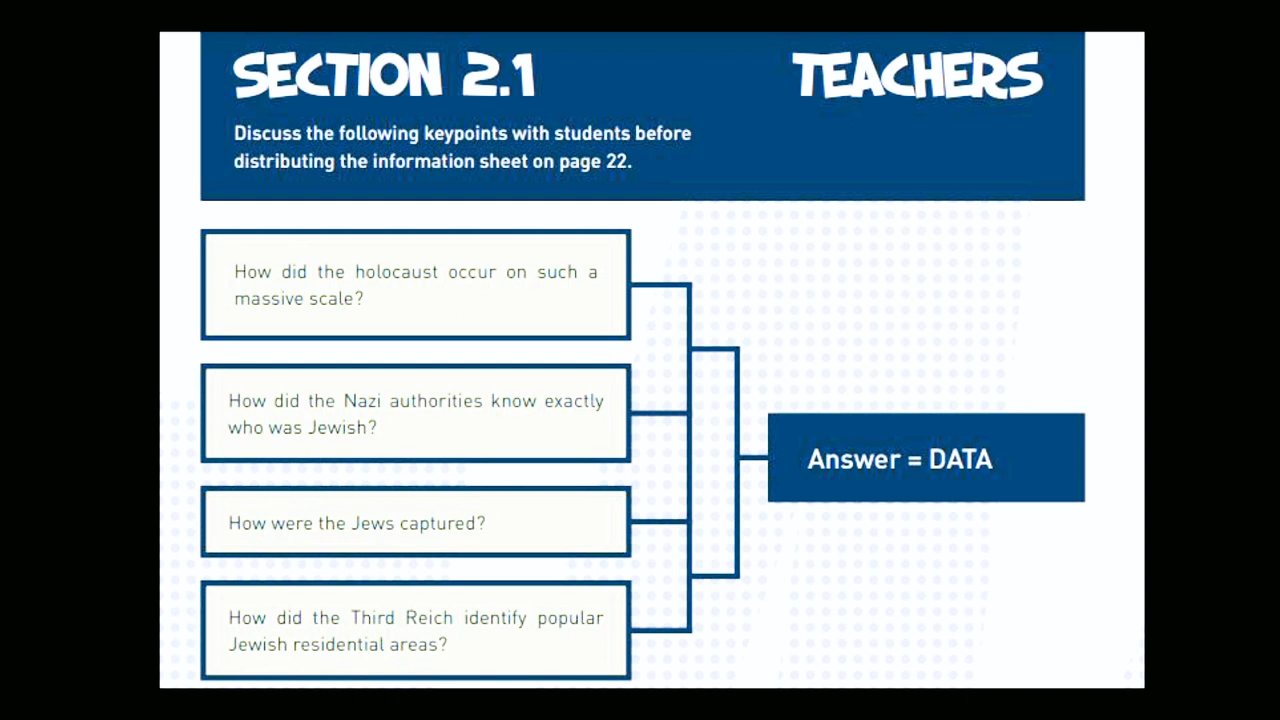 SECTION 2.1
TEACHERS
Discuss the following keypoints with students before
distributing the information sheet on page 22.
How did the holocaust occur on such a
massive scale?
How did the Nazi authorities know exactly
who was Jewish?
How were the Jews captured?
How did the Third Reich identify popular
Jewish residential areas?
Answer = DATA